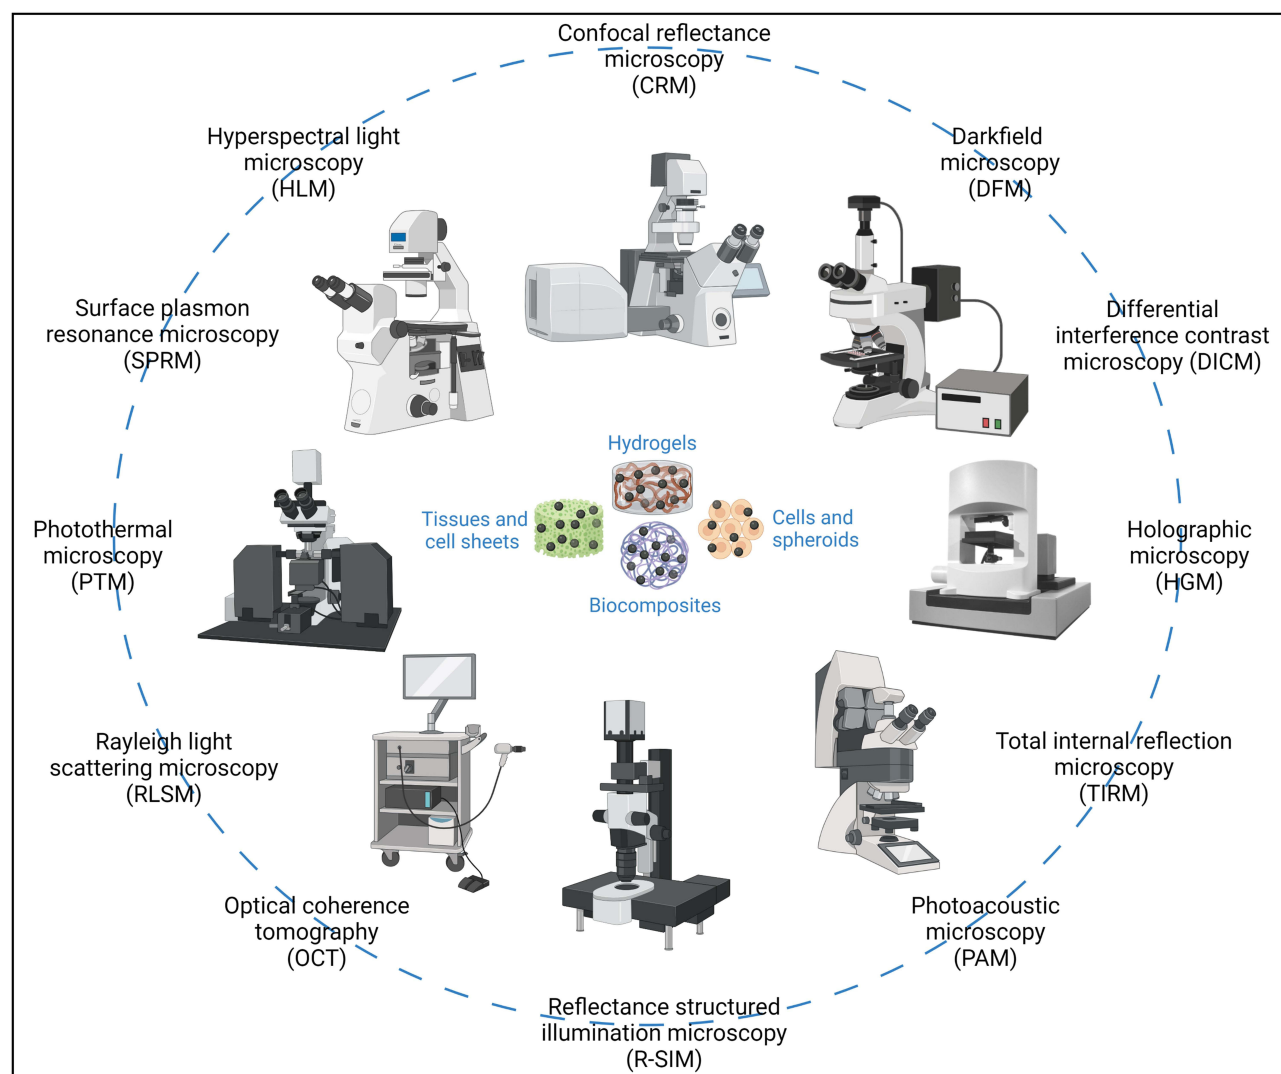 Confocal reflectance
microscopy
(CRM)
Hyperspectral light
microscopy
(HLM)
Darkfield
microscopy
(DFM)
Surface plasmon
resonance microscopy
(SPRM)
Differential
interference contrast
microscopy (DICM)
Hydrogels
Tissues and
cell sheets
Cells and
spheroids
Biocomposites
Photothermal
microscopy
(PTM)
Holographic
microscopy
(HGM)
Rayleigh light
scattering microscopy
(RLSM)
Total internal reflection
microscopy
(TIRM)
Optical coherence
tomography
(OCT)
Photoacoustic
microscopy
(PAM)
Reflectance structured
illumination microscopy
(R-SIM)